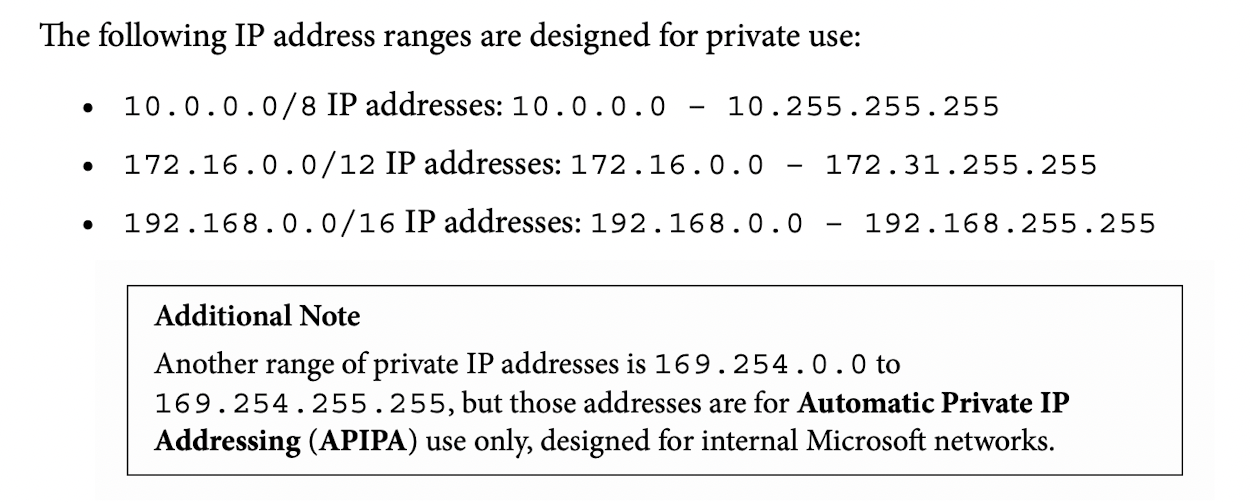 The following IP address ranges are designed for private use:
• 10.0.0.0/8 IP addresses: 10.0.0.0 – 10.255.255.255
• 172.16.0.0/12 IP addresses: 172.16.0.0 – 172.31.255.255
• 192.168.0.0/16 IP addresses: 192.168.0.0 – 192.168.255.255
Additional Note
Another range of private IP addresses is 169.254.0.0 to
169.254.255.255, but those addresses are for Automatic Private IP
Addressing (APIPA) use only, designed for internal Microsoft networks.